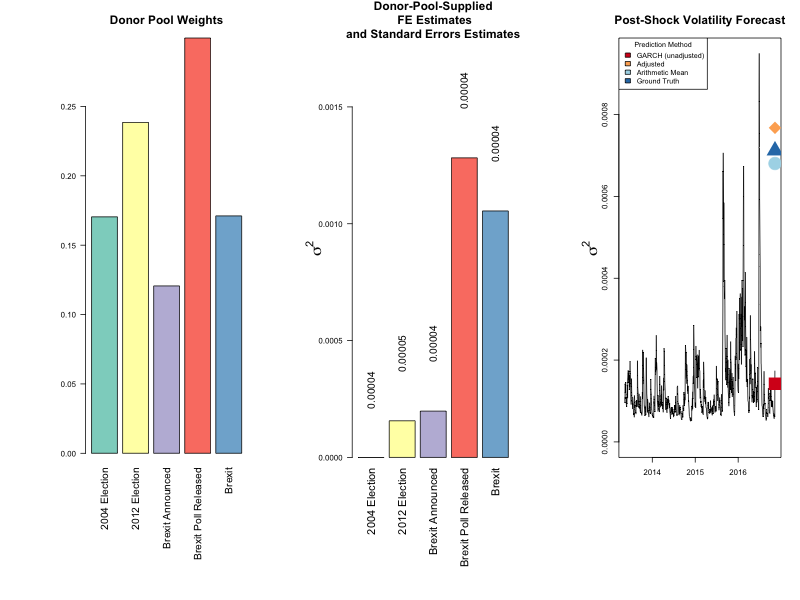 Donor Pool Weights
0.25
0.20
0.15
0.10
0.05
0.00
2004 Election
2012 Election
Brexit Announced
Brexit Poll Released
Brexit
Donor-Pool-Supplied
FE Estimates
and Standard Errors Estimates
σ²
0.0015
0.0010
0.0005
0.0000
0.00004
0.00005
0.00004
0.00004
0.00004
2004 Election
2012 Election
Brexit Announced
Brexit Poll Released
Brexit
Post-Shock Volatility Forecast
Prediction Method
GARCH (unadjusted)
Adjusted
Arithmetic Mean
Ground Truth
σ²
0.0008
0.0006
0.0004
0.0002
0.0000
2014
2015
2016